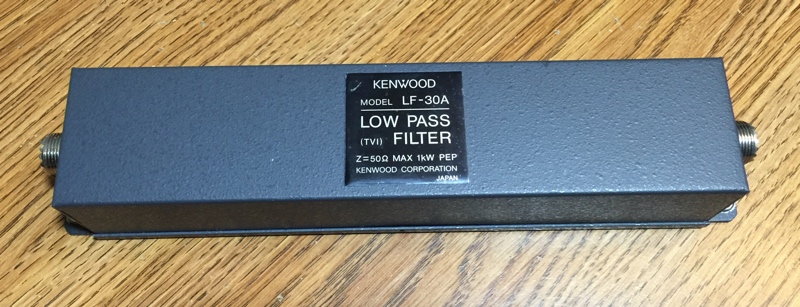 KENWOOD
MODEL LF-30A
LOW PASS
(TVI) FILTER
Z=50Ω MAX 1kW PEP
KENWOOD CORPORATION
JAPAN